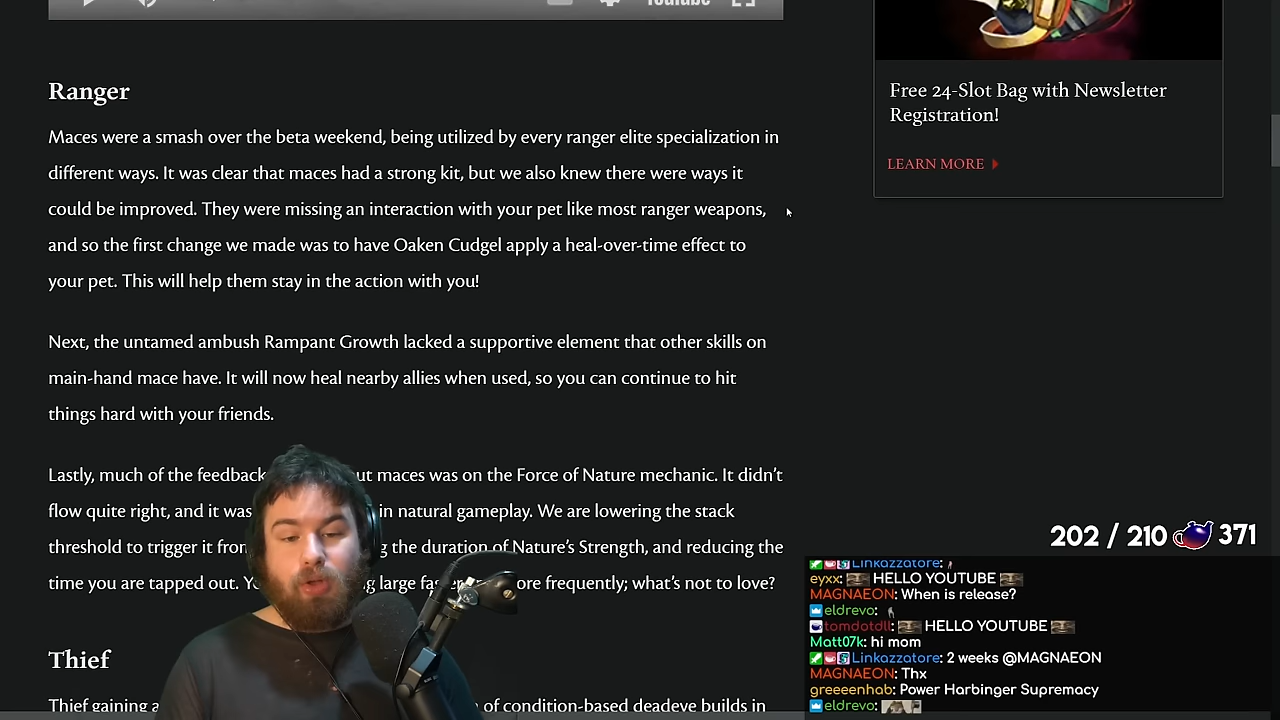 YouTube
Ranger
Maces were a smash over the beta weekend, being utilized by every ranger elite specialization in
different ways. It was clear that maces had a strong kit, but we also knew there were ways it
could be improved. They were missing an interaction with your pet like most ranger weapons,
and so the first change we made was to have Oaken Cudgel apply a heal-over-time effect to
your pet. This will help them stay in the action with you!
Next, the untamed ambush Rampant Growth lacked a supportive element that other skills on
main-hand mace have. It will now heal nearby allies when used, so you can continue to hit
things hard with your friends.
Lastly, much of the feedback maces was on the Force of Nature mechanic. It didn't
flow quite right, and it was in natural gameplay. We are lowering the stack
threshold to trigger it the duration of Nature's Strength, and reducing the
time you are tapped out. large more frequently; what's not to love?
Thief
Thief gaining a of condition-based deadeye builds in
Free 24-Slot Bag with Newsletter
Registration!
LEARN MORE
202 / 210 371
Linkazzatore:
eyxx: HELLO YOUTUBE
MAGNAEON: When is release?
eldrevo:
tomdotdll: HELLO YOUTUBE
Matt07k: hi mom
Linkazzatore: 2 weeks @MAGNAEON
MAGNAEON: Thx
greeeenhab: Power Harbinger Supremacy
eldrevo: